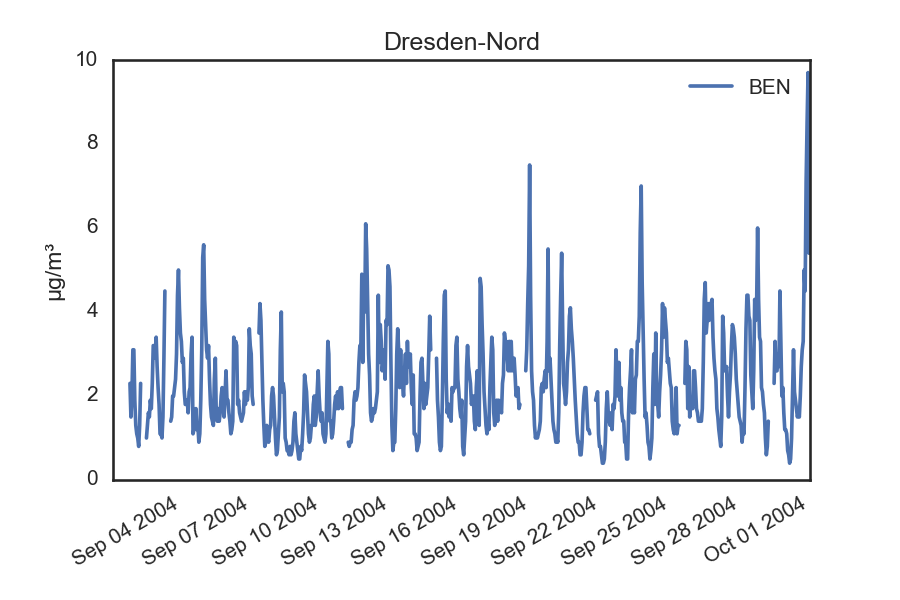 Dresden-Nord
10
8
6
4
2
0
µg/m³
BEN
Sep 04 2004
Sep 07 2004
Sep 10 2004
Sep 13 2004
Sep 16 2004
Sep 19 2004
Sep 22 2004
Sep 25 2004
Sep 28 2004
Oct 01 2004